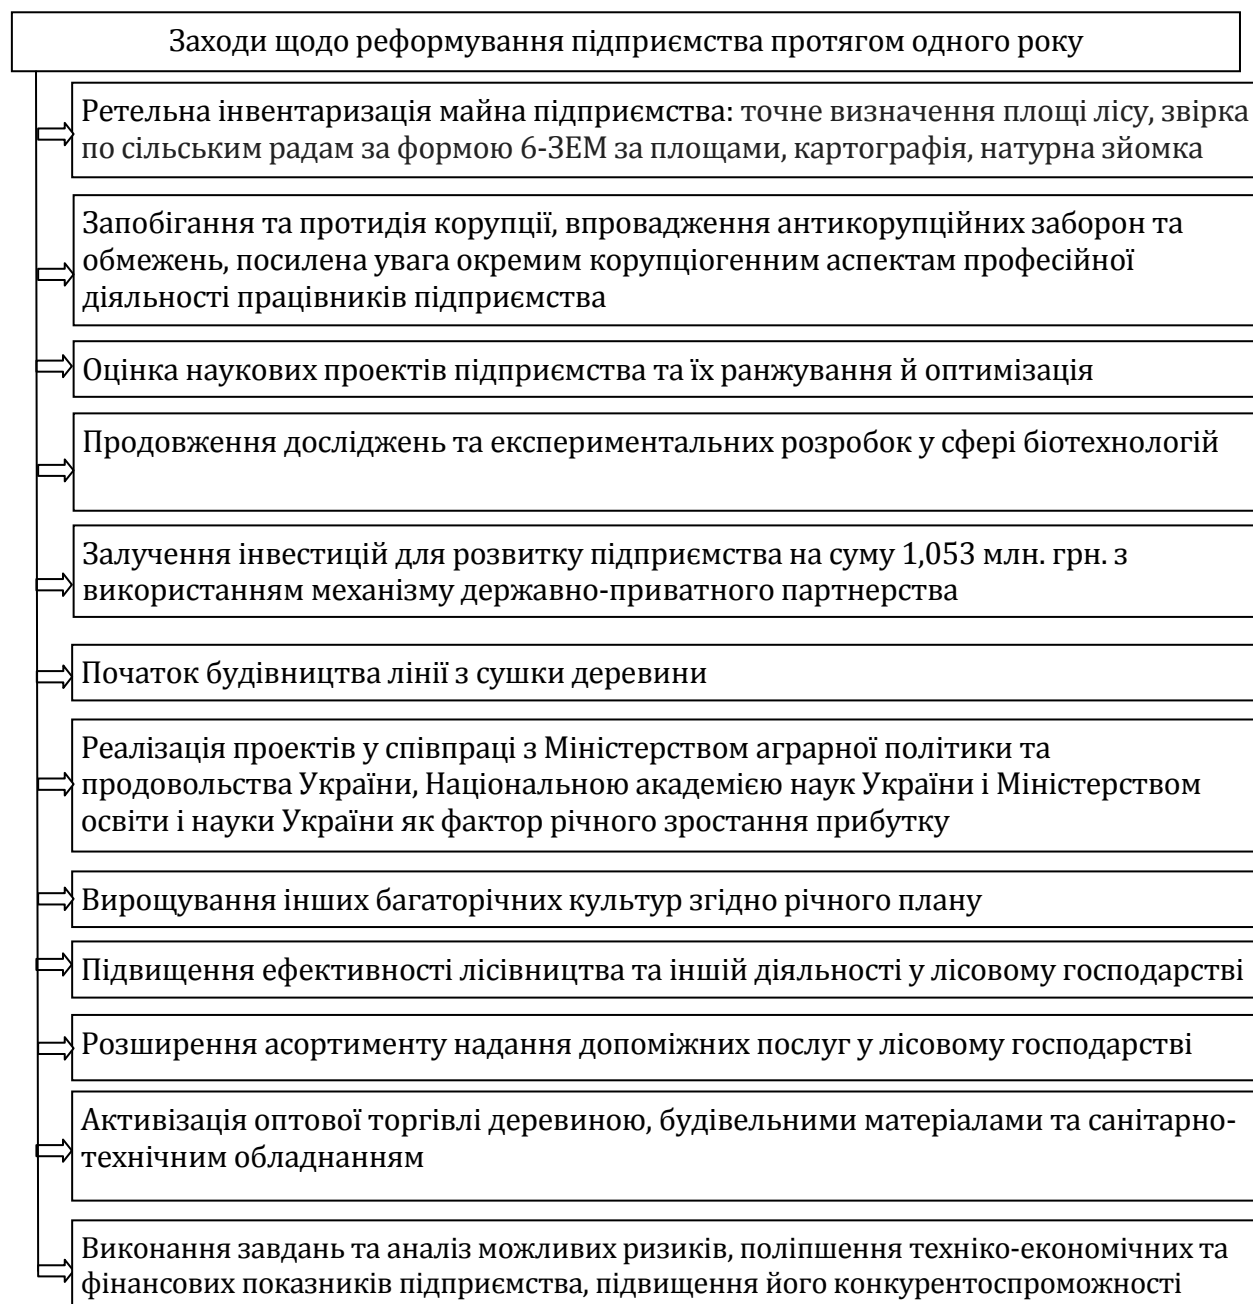 Заходи щодо реформування підприємства протягом одного року
Ретельна інвентаризація майна підприємства: точне визначення площі лісу, звірка
по сільським радам за формою 6-ЗЕМ за площами, картографія, натурна зйомка
Запобігання та протидія корупції, впровадження антикорупційних заборон та
обмежень, посилена увага окремим корупціогенним аспектам професійної
діяльності працівників підприємства
Оцінка наукових проектів підприємства та їх ранжування й оптимізація
Продовження досліджень та експериментальних розробок у сфері біотехнологій
Залучення інвестицій для розвитку підприємства на суму 1,053 млн. грн. з
використанням механізму державно-приватного партнерства
Початок будівництва лінії з сушки деревини
Реалізація проектів у співпраці з Міністерством аграрної політики та
продовольства України, Національною академією наук України і Міністерством
освіти і науки України як фактор річного зростання прибутку
Вирощування інших багаторічних культур згідно річного плану
Підвищення ефективності лісівництва та іншій діяльності у лісовому господарстві
Розширення асортименту надання допоміжних послуг у лісовому господарстві
Активізація оптової торгівлі деревиною, будівельними матеріалами та санітарно-
технічним обладнанням
Виконання завдань та аналіз можливих ризиків, поліпшення техніко-економічних та
фінансових показників підприємства, підвищення його конкурентоспроможності